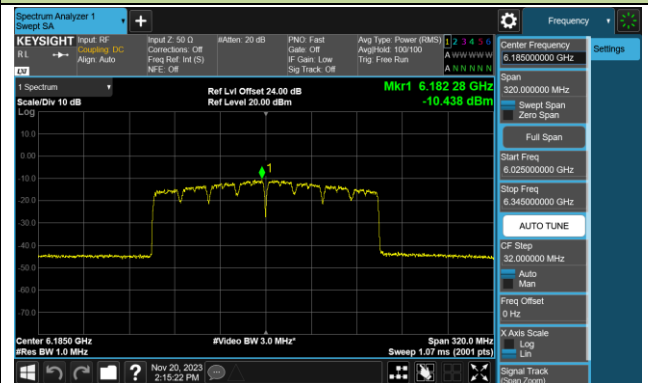 Spectrum Analyzer 1
Swept SA
Frequency
KEYSIGHT
RL
LXI
Input: RF
Coupling: DC
Align: Auto
Input Z: 50 Ω
Corrections: Off
Freq Ref: Int (S)
NFE: Off
#Atten: 20 dB
PNO: Fast
Gate: Off
IF Gain: Low
Sig Track: Off
Avg Type: Power (RMS)
Avg|Hold: 100/100
Trig: Free Run
1 2 3 4 5 6
A W W W W W
A N N N N N
1 Spectrum
Scale/Div 10 dB
Log
Ref Lvl Offset 24.00 dB
Ref Level 20.00 dBm
Mkr1 6.182 28 GHz
-10.438 dBm
1
10.0
0.00
-10.0
-20.0
-30.0
-40.0
-50.0
-60.0
-70.0
Center 6.1850 GHz
#Res BW 1.0 MHz
#Video BW 3.0 MHz*
Span 320.0 MHz
Sweep 1.07 ms (2001 pts)
Nov 20, 2023
2:15:22 PM
Center Frequency
6.185000000 GHz
Span
320.000000 MHz
Swept Span
Zero Span
Full Span
Start Freq
6.025000000 GHz
Stop Freq
6.345000000 GHz
AUTO TUNE
CF Step
32.000000 MHz
Auto
Man
Freq Offset
0 Hz
X Axis Scale
Log
Lin
Signal Track
(Span Zoom)
Settings